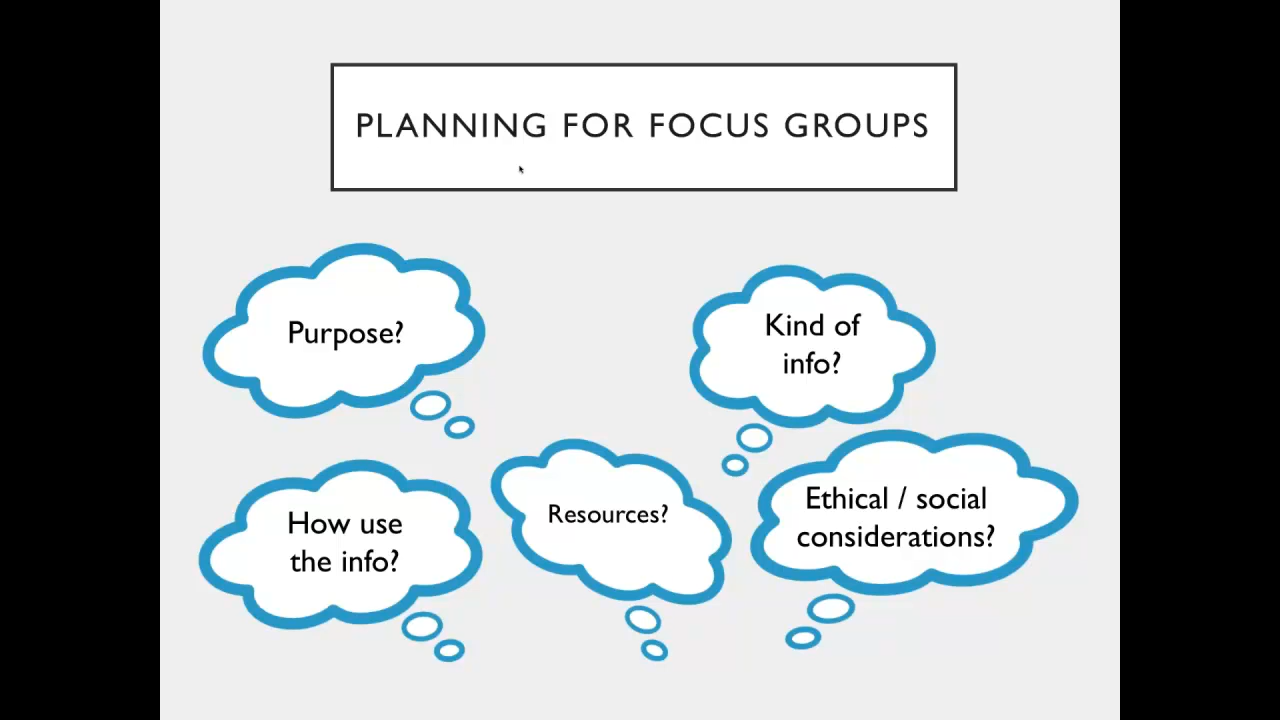 PLANNING FOR FOCUS GROUPS
Purpose?
Kind of
info?
How use
the info?
Resources?
Ethical / social
considerations?